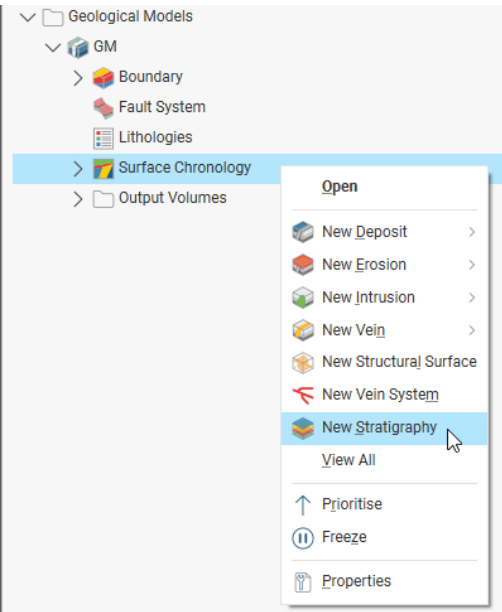 Geological Models
GM
Boundary
Fault System
Lithologies
Surface Chronology
Output Volumes
Open
New Deposit
New Erosion
New Intrusion
New Vein
New Structural Surface
New Vein System
New Stratigraphy
View All
Prioritise
Freeze
Properties